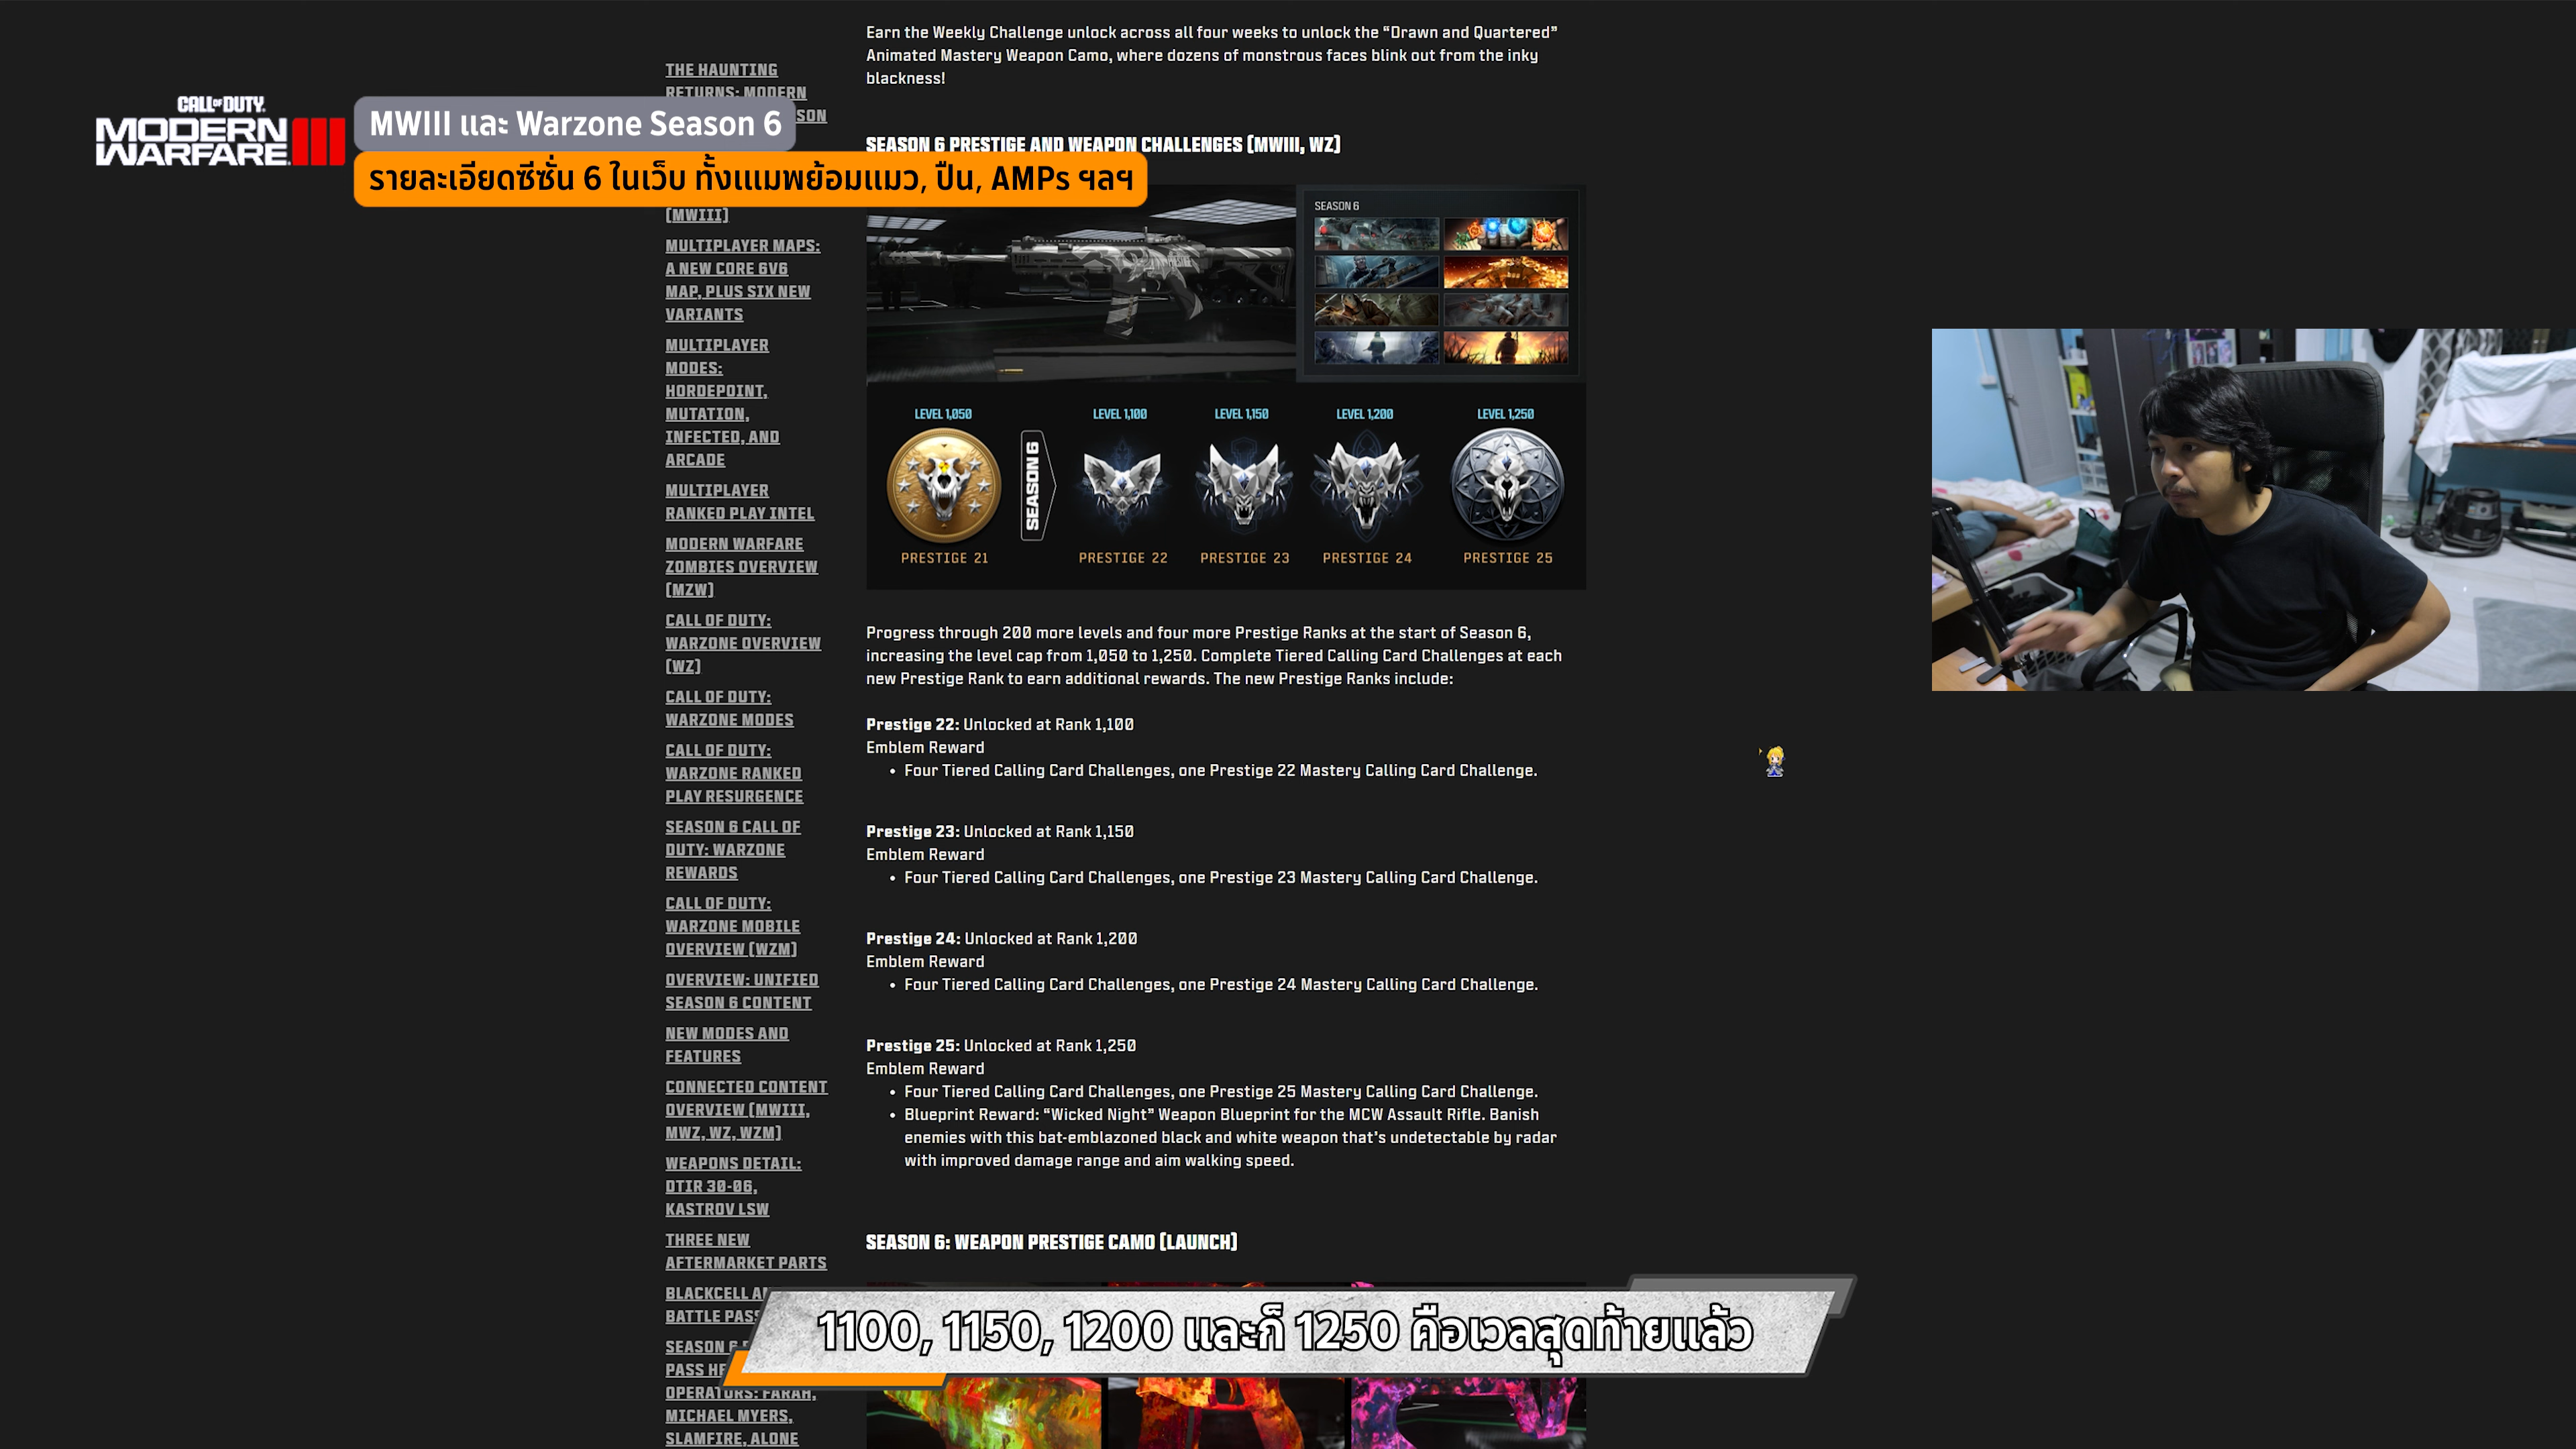 Earn the Weekly Challenge unlock across all four weeks to unlock the “Drawn and Quartered”
Animated Mastery Weapon Camo, where dozens of monstrous faces blink out from the inky
blackness!
CALL OF DUTY.
MODERN
WARFARE. III
MWIII และ Warzone Season 6
รายละเอียดซีซั่น 6 ในเว็บ ทั้งแมพย้อมแมว, ปืน, AMPs ฯลฯ
THE HAUNTING
RETURNS: MODERN
SON
[MWIII]
MULTIPLAYER MAPS:
A NEW CORE 6V6
MAP, PLUS SIX NEW
VARIANTS
MULTIPLAYER
MODES:
HORDEPOINT,
MUTATION,
INFECTED, AND
ARCADE
MULTIPLAYER
RANKED PLAY INTEL
MODERN WARFARE
ZOMBIES OVERVIEW
[MZW]
CALL OF DUTY:
WARZONE OVERVIEW
[WZ]
CALL OF DUTY:
WARZONE MODES
CALL OF DUTY:
WARZONE RANKED
PLAY RESURGENCE
SEASON 6 CALL OF
DUTY: WARZONE
REWARDS
CALL OF DUTY:
WARZONE MOBILE
OVERVIEW [WZM]
OVERVIEW: UNIFIED
SEASON 6 CONTENT
NEW MODES AND
FEATURES
CONNECTED CONTENT
OVERVIEW [MWIII,
MWZ, WZ, WZM]
WEAPONS DETAIL:
DTIR 30-06,
KASTROV LSW
THREE NEW
AFTERMARKET PARTS
BLACKCELL
BATTLE PAS
SEASON 6
PASS HE
OPERATORS: FARAH,
MICHAEL MYERS,
SLAMFIRE, ALONE
SEASON 6 PRESTIGE AND WEAPON CHALLENGES [MWIII, WZ]
SEASON 6
LEVEL 1,050
LEVEL 1,100
LEVEL 1,150
LEVEL 1,200
LEVEL 1,250
SEASON 6
PRESTIGE 21
PRESTIGE 22
PRESTIGE 23
PRESTIGE 24
PRESTIGE 25
Progress through 200 more levels and four more Prestige Ranks at the start of Season 6,
increasing the level cap from 1,050 to 1,250. Complete Tiered Calling Card Challenges at each
new Prestige Rank to earn additional rewards. The new Prestige Ranks include:
Prestige 22: Unlocked at Rank 1,100
Emblem Reward
• Four Tiered Calling Card Challenges, one Prestige 22 Mastery Calling Card Challenge.
Prestige 23: Unlocked at Rank 1,150
Emblem Reward
• Four Tiered Calling Card Challenges, one Prestige 23 Mastery Calling Card Challenge.
Prestige 24: Unlocked at Rank 1,200
Emblem Reward
• Four Tiered Calling Card Challenges, one Prestige 24 Mastery Calling Card Challenge.
Prestige 25: Unlocked at Rank 1,250
Emblem Reward
• Four Tiered Calling Card Challenges, one Prestige 25 Mastery Calling Card Challenge.
• Blueprint Reward: “Wicked Night” Weapon Blueprint for the MCW Assault Rifle. Banish
enemies with this bat-emblazoned black and white weapon that's undetectable by radar
with improved damage range and aim walking speed.
SEASON 6: WEAPON PRESTIGE CAMO [LAUNCH]
1100, 1150, 1200 และก็ 1250 คือเวลสุดท้ายแล้ว